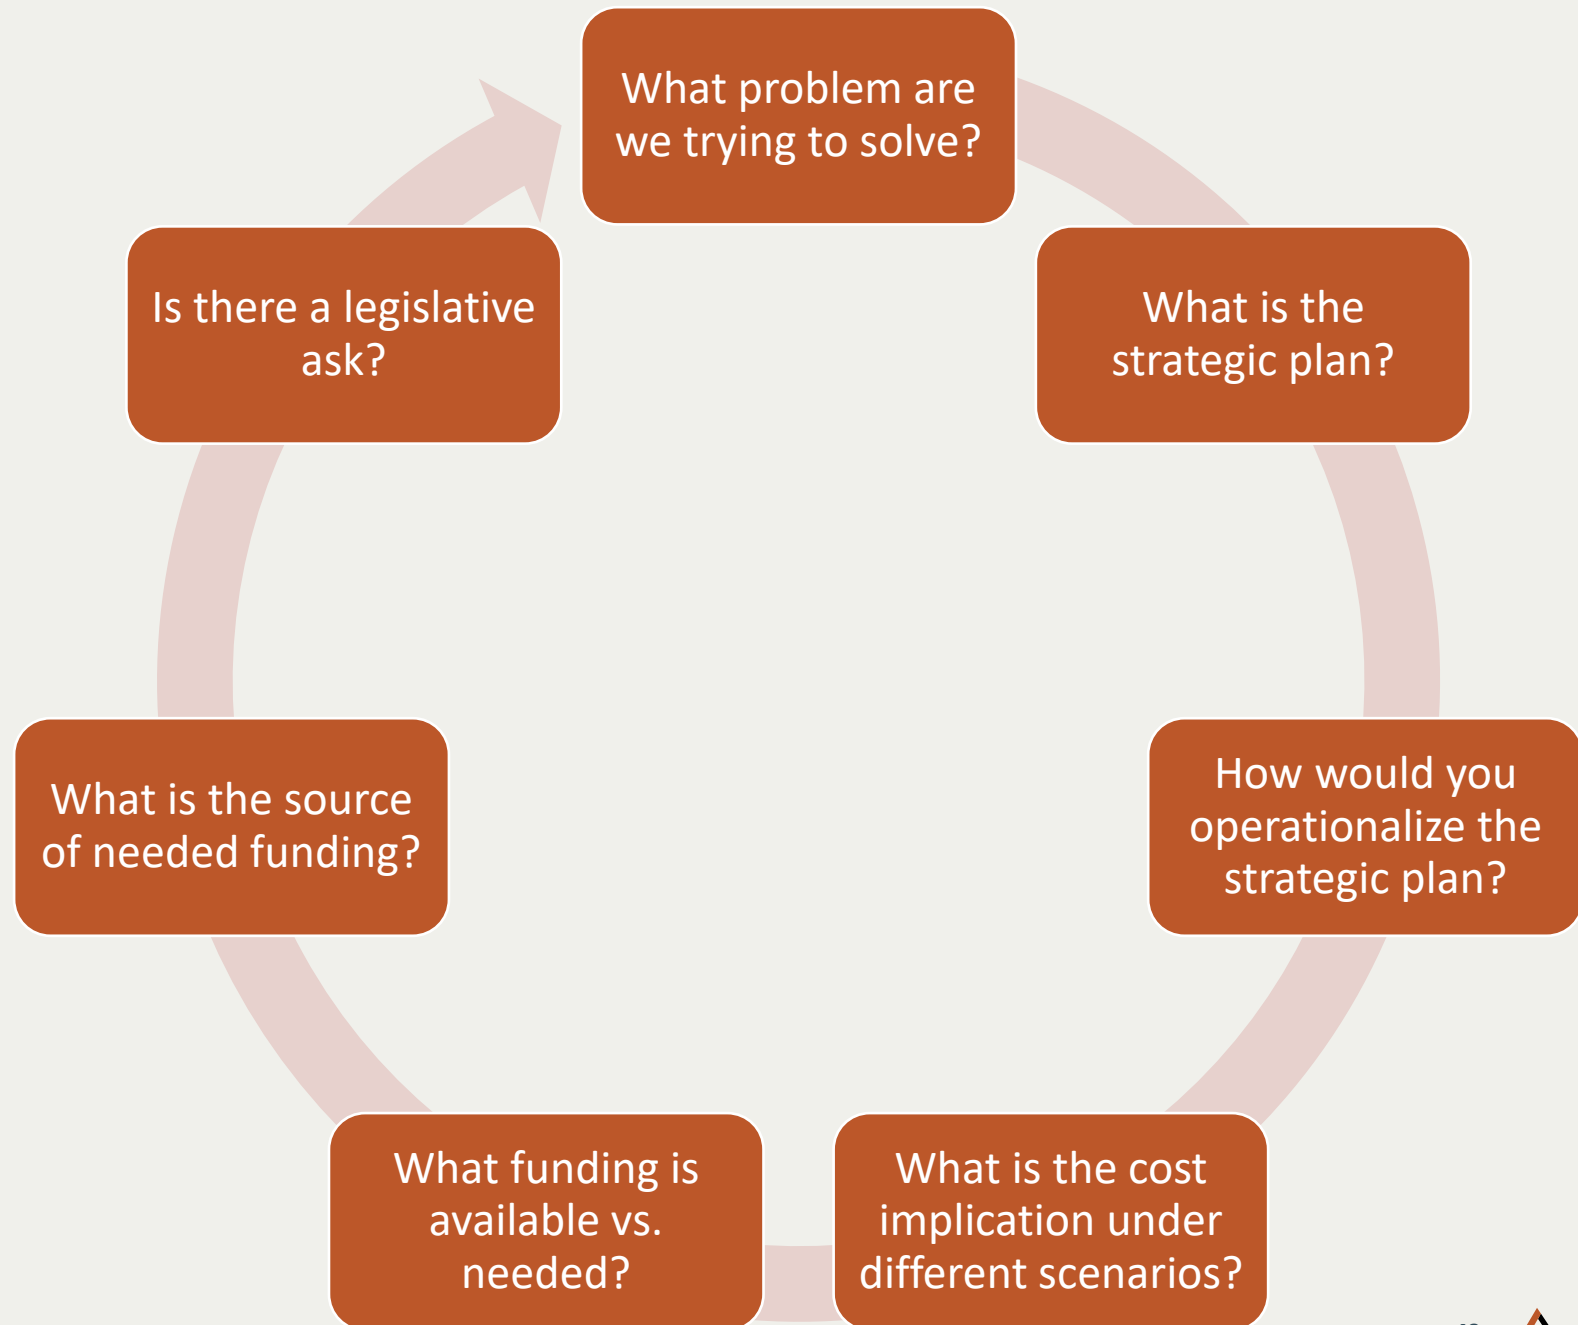 What problem are
we trying to solve?
What is the
strategic plan?
How would you
operationalize the
strategic plan?
What is the cost
implication under
different scenarios?
What funding is
available vs.
needed?
What is the source
of needed funding?
Is there a legislative
ask?